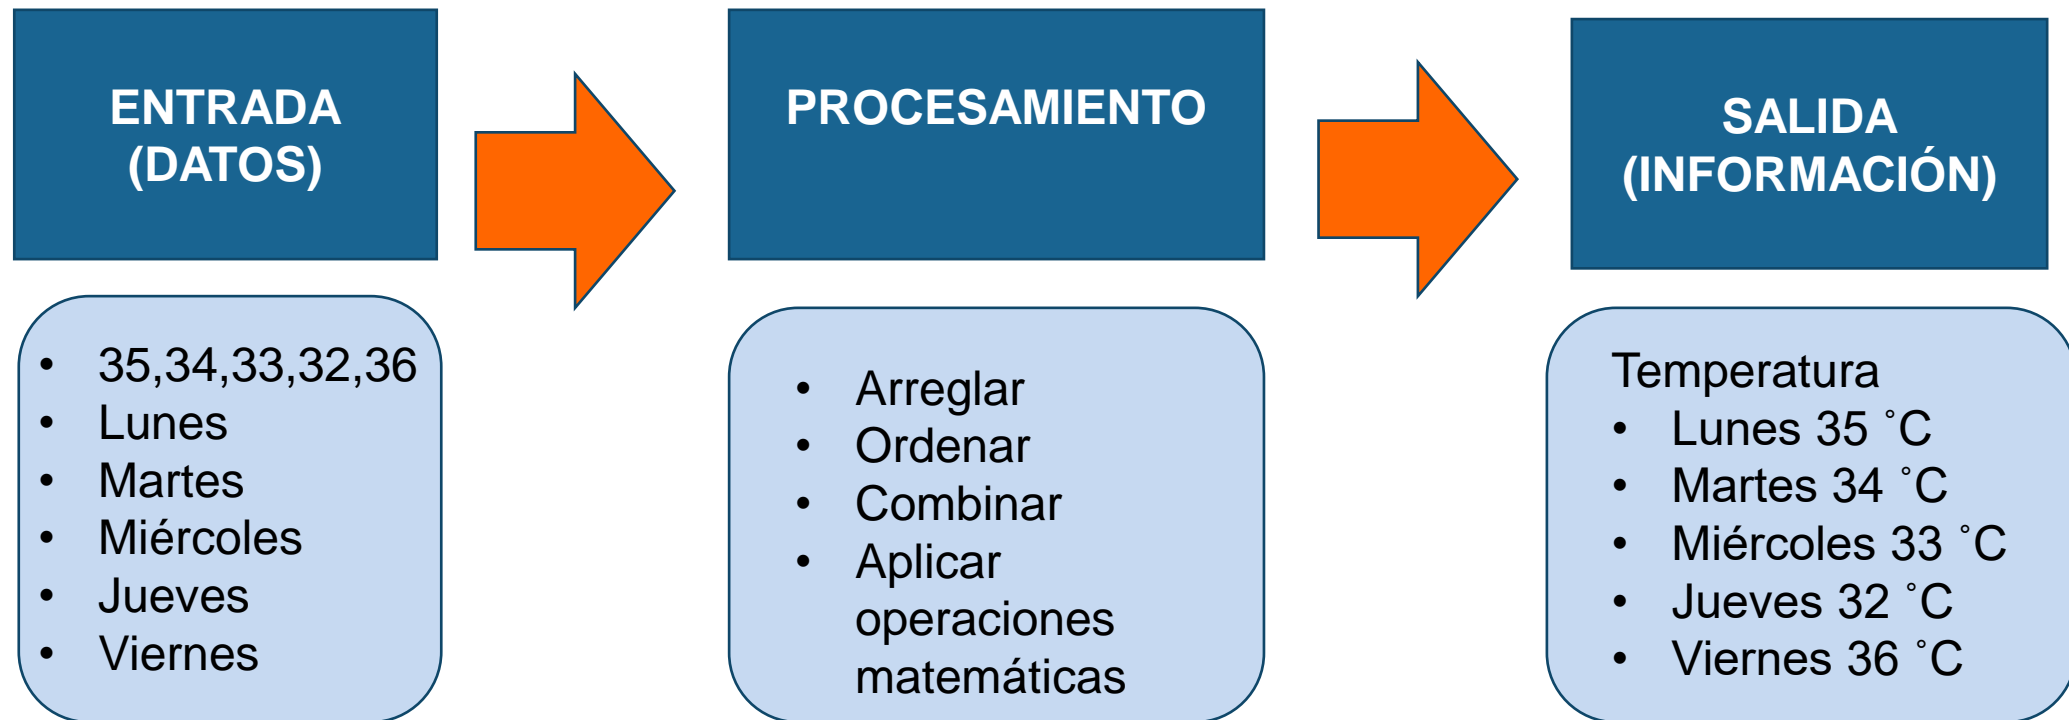 ENTRADA
(DATOS)
PROCESAMIENTO
SALIDA
(INFORMACIÓN)
• 35,34,33,32,36
• Lunes
• Martes
• Miércoles
• Jueves
• Viernes
• Arreglar
• Ordenar
• Combinar
• Aplicar
operaciones
matemáticas
Temperatura
• Lunes 35 ˚C
• Martes 34 ˚C
• Miércoles 33 ˚C
• Jueves 32 ˚C
• Viernes 36 ˚C